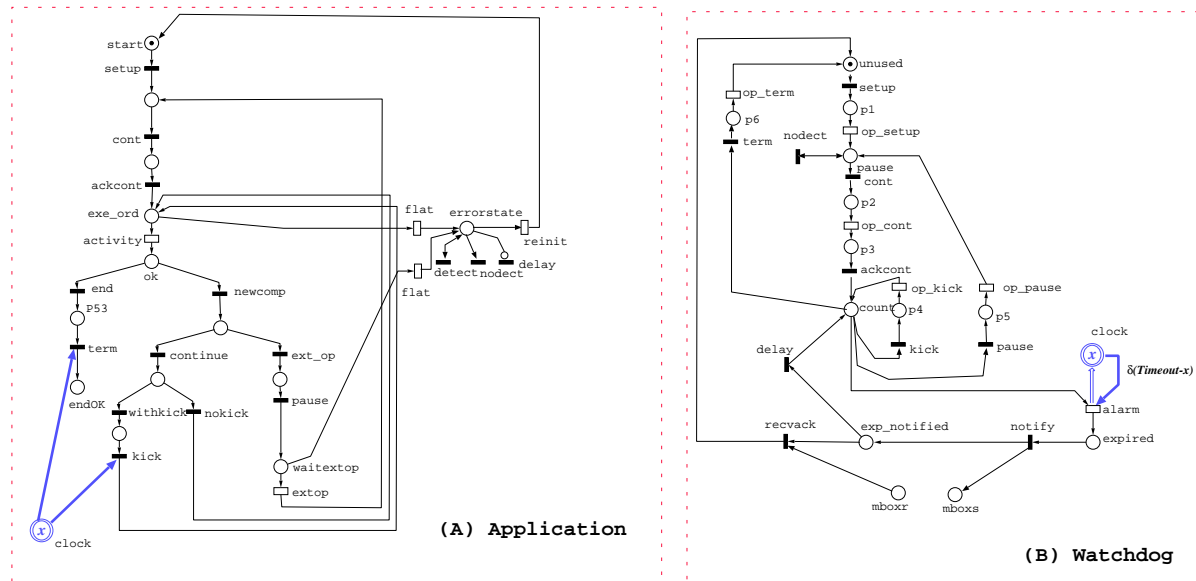 start
setup
cont
ackcont
exe_ord
flat
errorstate
reinit
activity
detect
nodect
delay
flat
ok
end
newcomp
P53
term
continue
ext_op
endOK
withkick
nokick
pause
kick
waitextop
extop
x
clock
(A) Application
unused
op_term
setup
p6
p1
nodect
term
op_setup
pause
cont
p2
op_cont
p3
ackcont
op_kick
op_pause
count
p4
p5
clock
delay
kick
pause
x
δ(Timeout-x)
alarm
recvack
exp_notified
notify
expired
mboxr
mboxs
(B) Watchdog